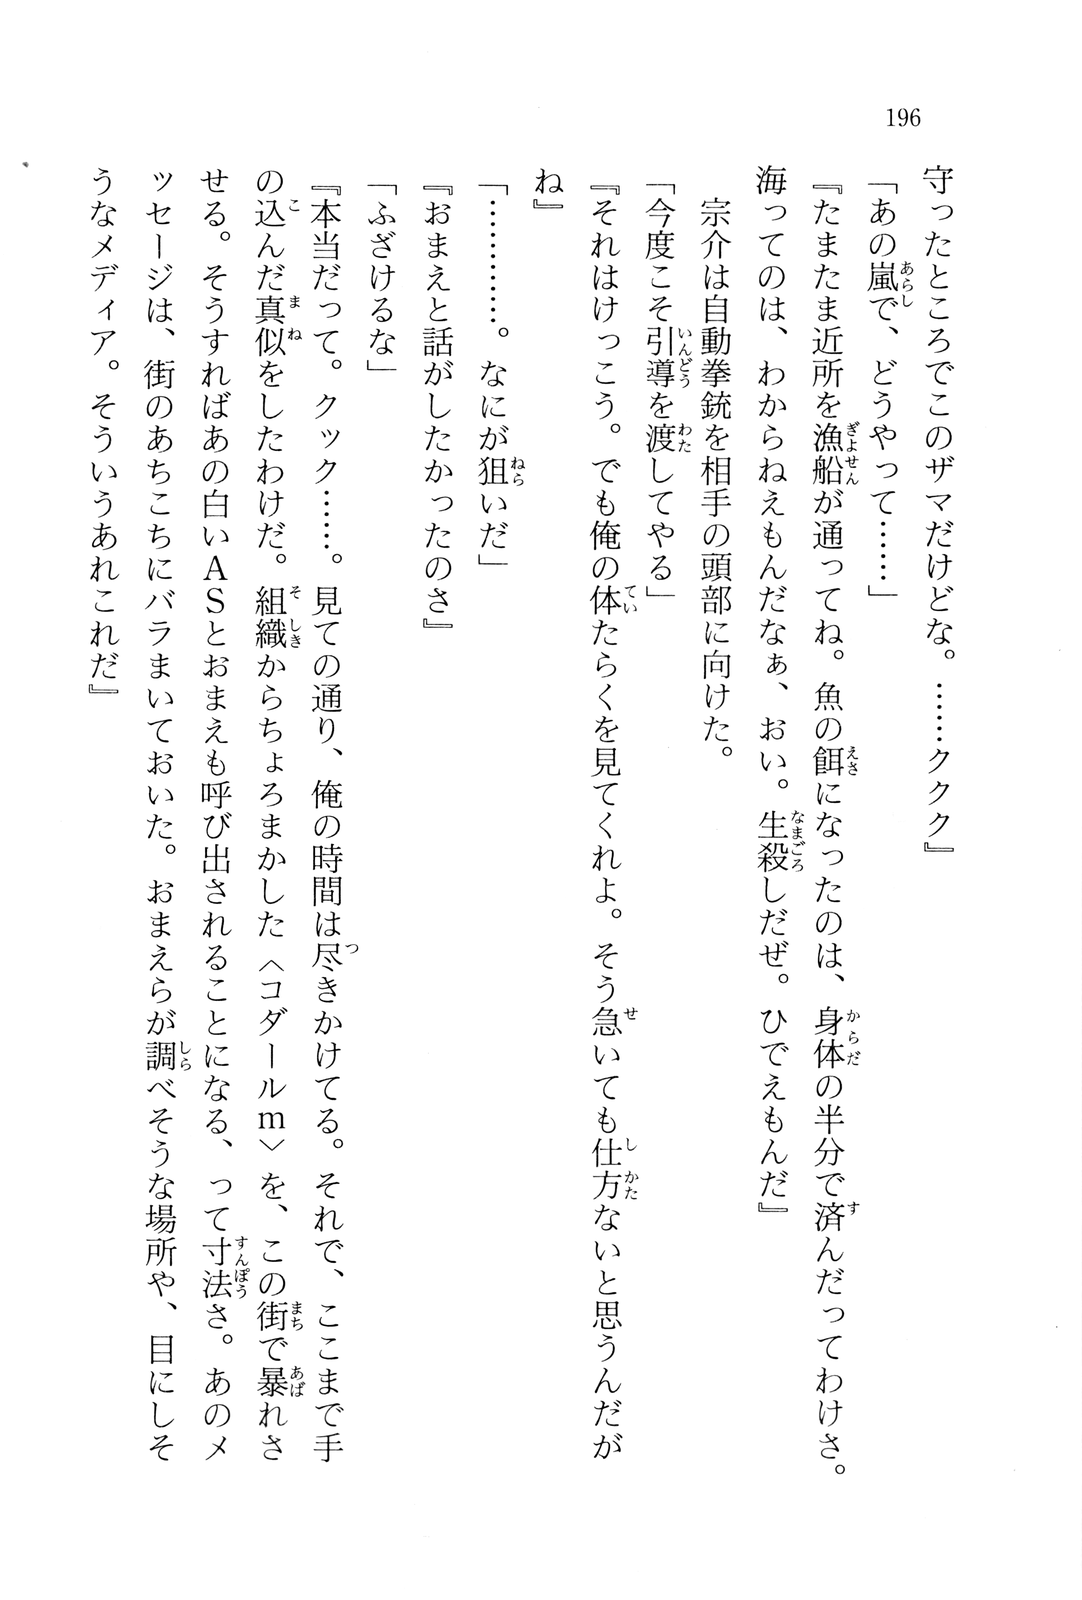 196
守ったところでこのザマだけどな。……ククク』
「あの嵐で、どうやって……」
『たまたま近所を漁船が通ってね。魚の餌になったのは、身体の半分で済んだってわけさ。
海ってのは、わからねえもんだなぁ、おい。生殺しだぜ。ひでえもんだ』
　宗介は自動拳銃を相手の頭部に向けた。
「今度こそ引導を渡してやる」
『それはけっこう。でも俺の体たらくを見てくれよ。そう急いても仕方ないと思うんだが
ね』
「…………。なにが狙いだ」
『おまえと話がしたかったのさ』
「ふざけるな」
『本当だって。クック……。見ての通り、俺の時間は尽きかけてる。それで、ここまで手
の込んだ真似をしたわけだ。組織からちょろまかした〈コダールｍ〉を、この街で暴れさ
せる。そうすればあの白いＡＳとおまえも呼び出されることになる、って寸法さ。あのメ
ッセージは、街のあちこちにバラまいておいた。おまえらが調べそうな場所や、目にしそ
うなメディア。そういうあれこれだ』